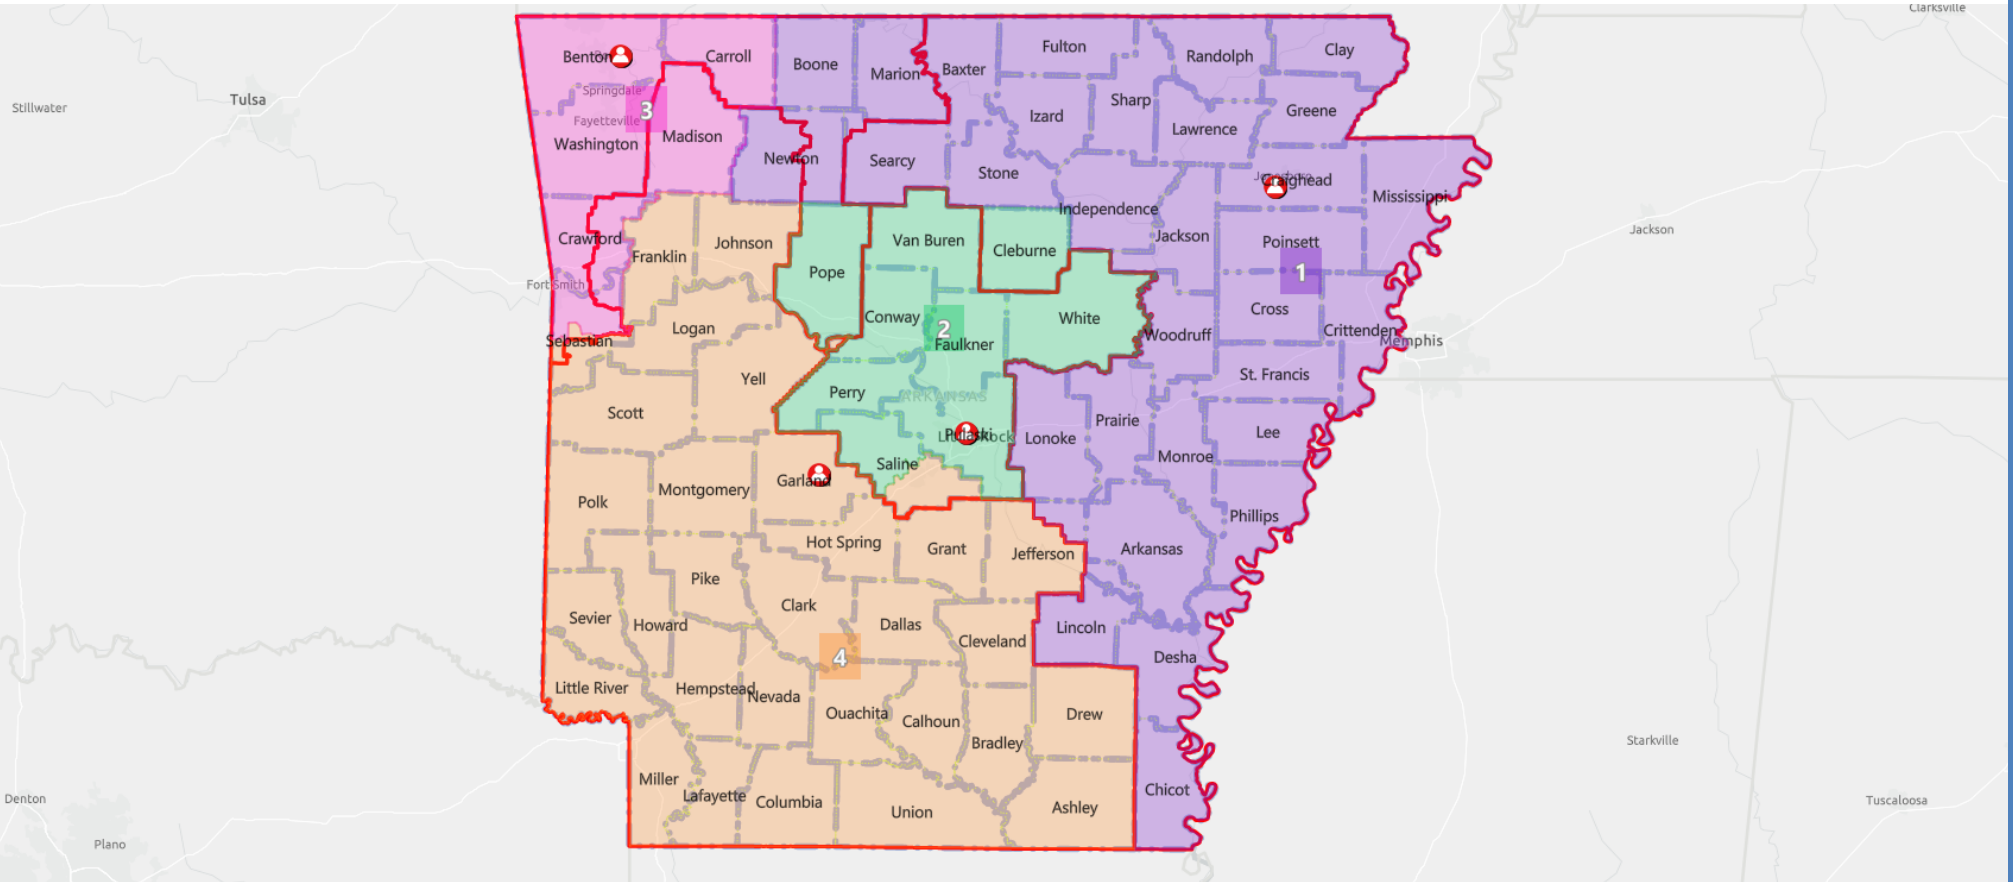 Clarksville
Stillwater
Tulsa
Benton
Carroll
Boone
Marion
Baxter
Fulton
Randolph
Clay
Springdale
3
Fayetteville
Washington
Madison
Newton
Searcy
Stone
Izard
Sharp
Lawrence
Greene
Craighead
Mississippi
Independence
Jackson
Poinsett
1
Jackson
Crawford
Franklin
Johnson
Pope
Van Buren
Cleburne
Fort Smith
Logan
Conway
2
Faulkner
White
Woodruff
Cross
Crittenden
Memphis
Sebastian
Scott
Yell
Perry
ARKANSAS
Pulaski
Saline
Lonoke
Prairie
Monroe
St. Francis
Lee
Phillips
Polk
Montgomery
Garland
Hot Spring
Grant
Jefferson
Arkansas
Pike
Clark
Dallas
Cleveland
Lincoln
Desha
Sevier
Howard
4
Little River
Hempstead
Nevada
Ouachita
Calhoun
Bradley
Drew
Starkville
Miller
Lafayette
Columbia
Union
Ashley
Chicot
Denton
Plano
Tuscaloosa